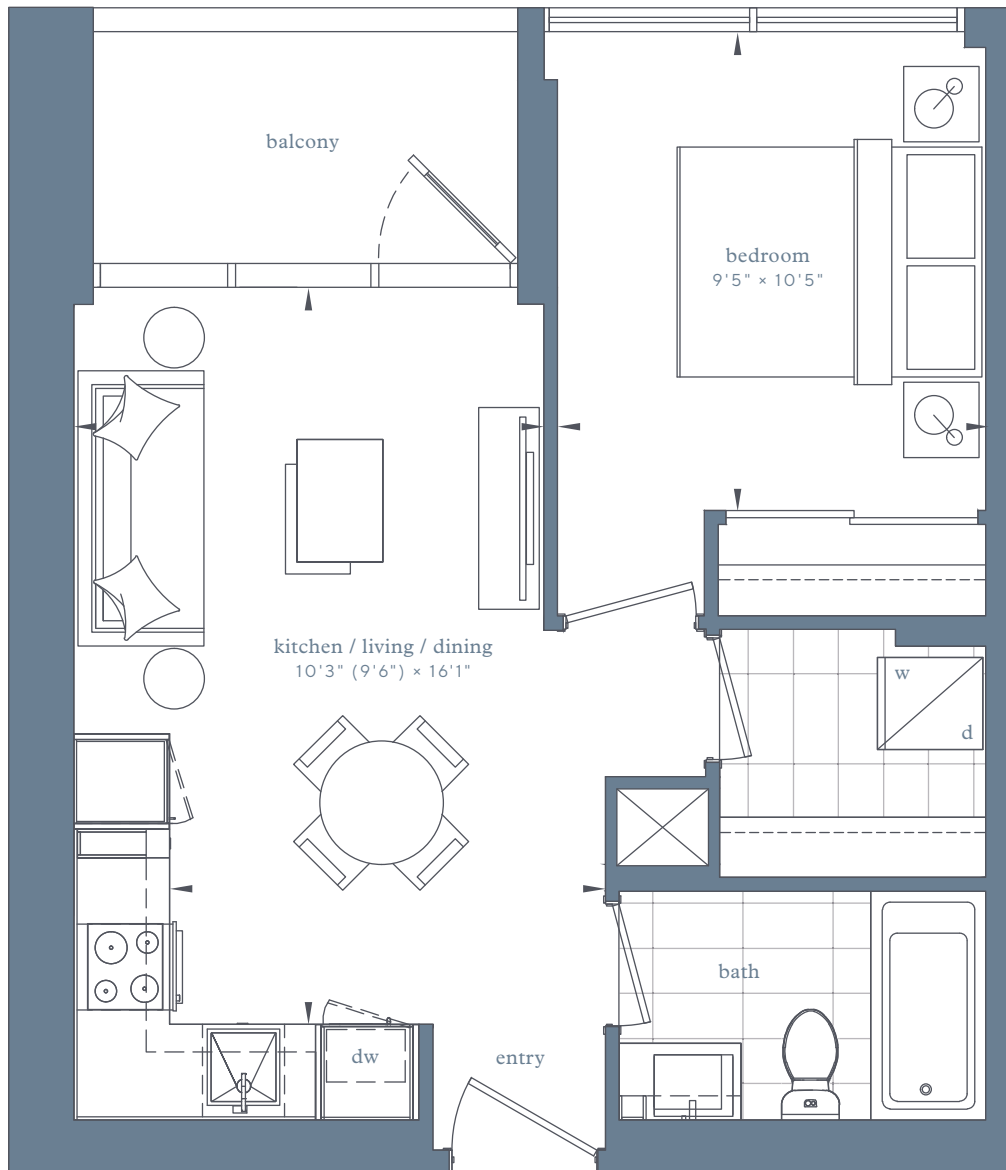 balcony
bedroom
9'5" × 10'5"
kitchen / living / dining
10'3" (9'6") × 16'1"
w
d
bath
dw
entry